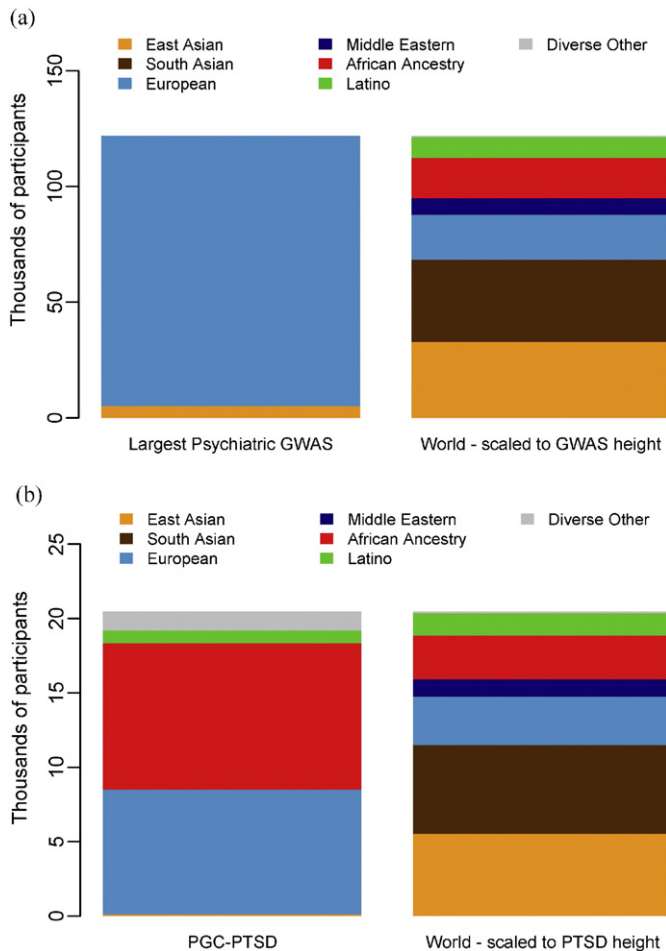 (a)
East Asian Middle Eastern Diverse Other
South Asian African Ancestry
European Latino
150
100
50
0
Thousands of participants
Largest Psychiatric GWAS World - scaled to GWAS height
(b)
East Asian Middle Eastern Diverse Other
South Asian African Ancestry
European Latino
25
20
15
10
5
0
Thousands of participants
PGC-PTSD World - scaled to PTSD height